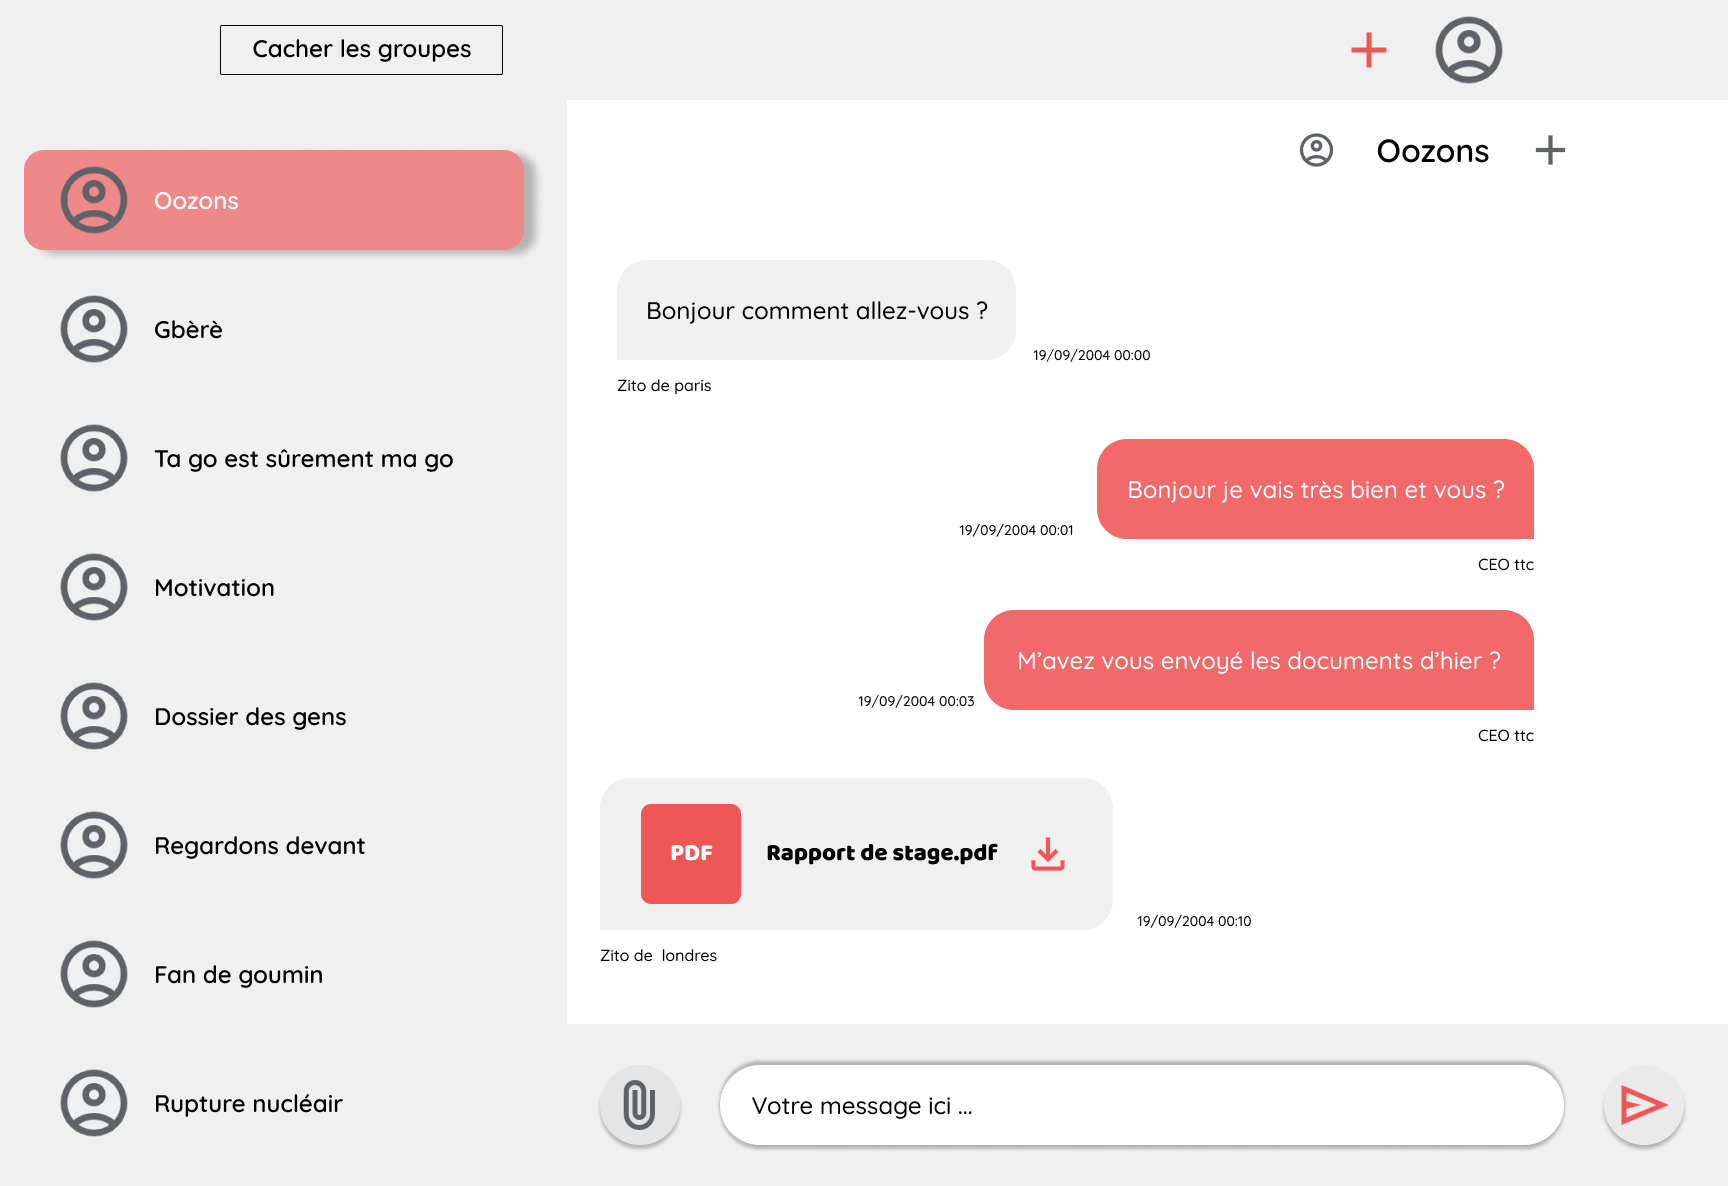 Cacher les groupes
Oozons
Gbèrè
Ta go est sûrement ma go
Motivation
Dossier des gens
Regardons devant
Fan de goumin
Rupture nucléair
Oozons
Bonjour comment allez-vous ?
19/09/2004 00:00
Zito de paris
Bonjour je vais très bien et vous ?
19/09/2004 00:01
CEO ttc
M’avez vous envoyé les documents d’hier ?
19/09/2004 00:03
CEO ttc
PDF Rapport de stage.pdf
19/09/2004 00:10
Zito de  londres
Votre message ici ...